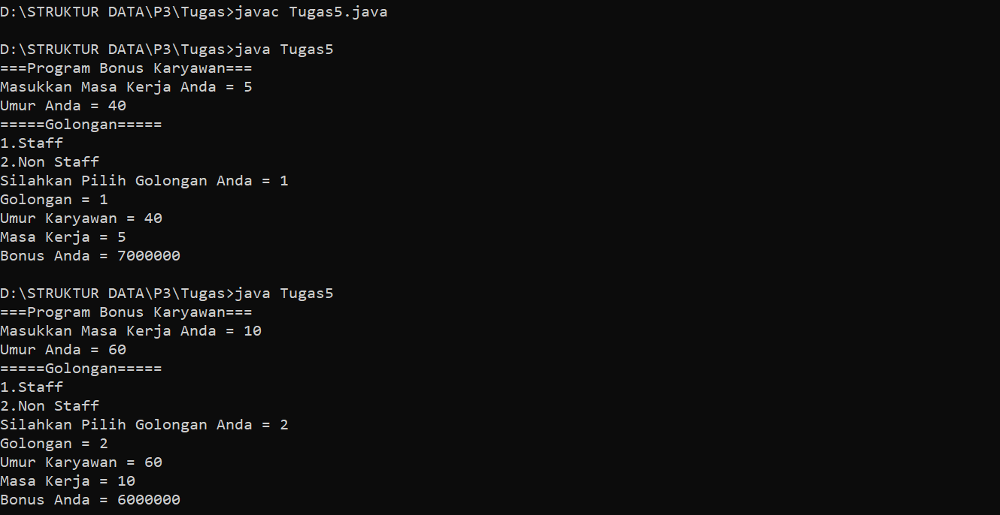 D:\STRUKTUR DATA\P3\Tugas>javac Tugas5.java
D:\STRUKTUR DATA\P3\Tugas>java Tugas5
===Program Bonus Karyawan===
Masukkan Masa Kerja Anda = 5
Umur Anda = 40
=====Golongan=====
1.Staff
2.Non Staff
Silahkan Pilih Golongan Anda = 1
Golongan = 1
Umur Karyawan = 40
Masa Kerja = 5
Bonus Anda = 7000000
D:\STRUKTUR DATA\P3\Tugas>java Tugas5
===Program Bonus Karyawan===
Masukkan Masa Kerja Anda = 10
Umur Anda = 60
=====Golongan=====
1.Staff
2.Non Staff
Silahkan Pilih Golongan Anda = 2
Golongan = 2
Umur Karyawan = 60
Masa Kerja = 10
Bonus Anda = 6000000